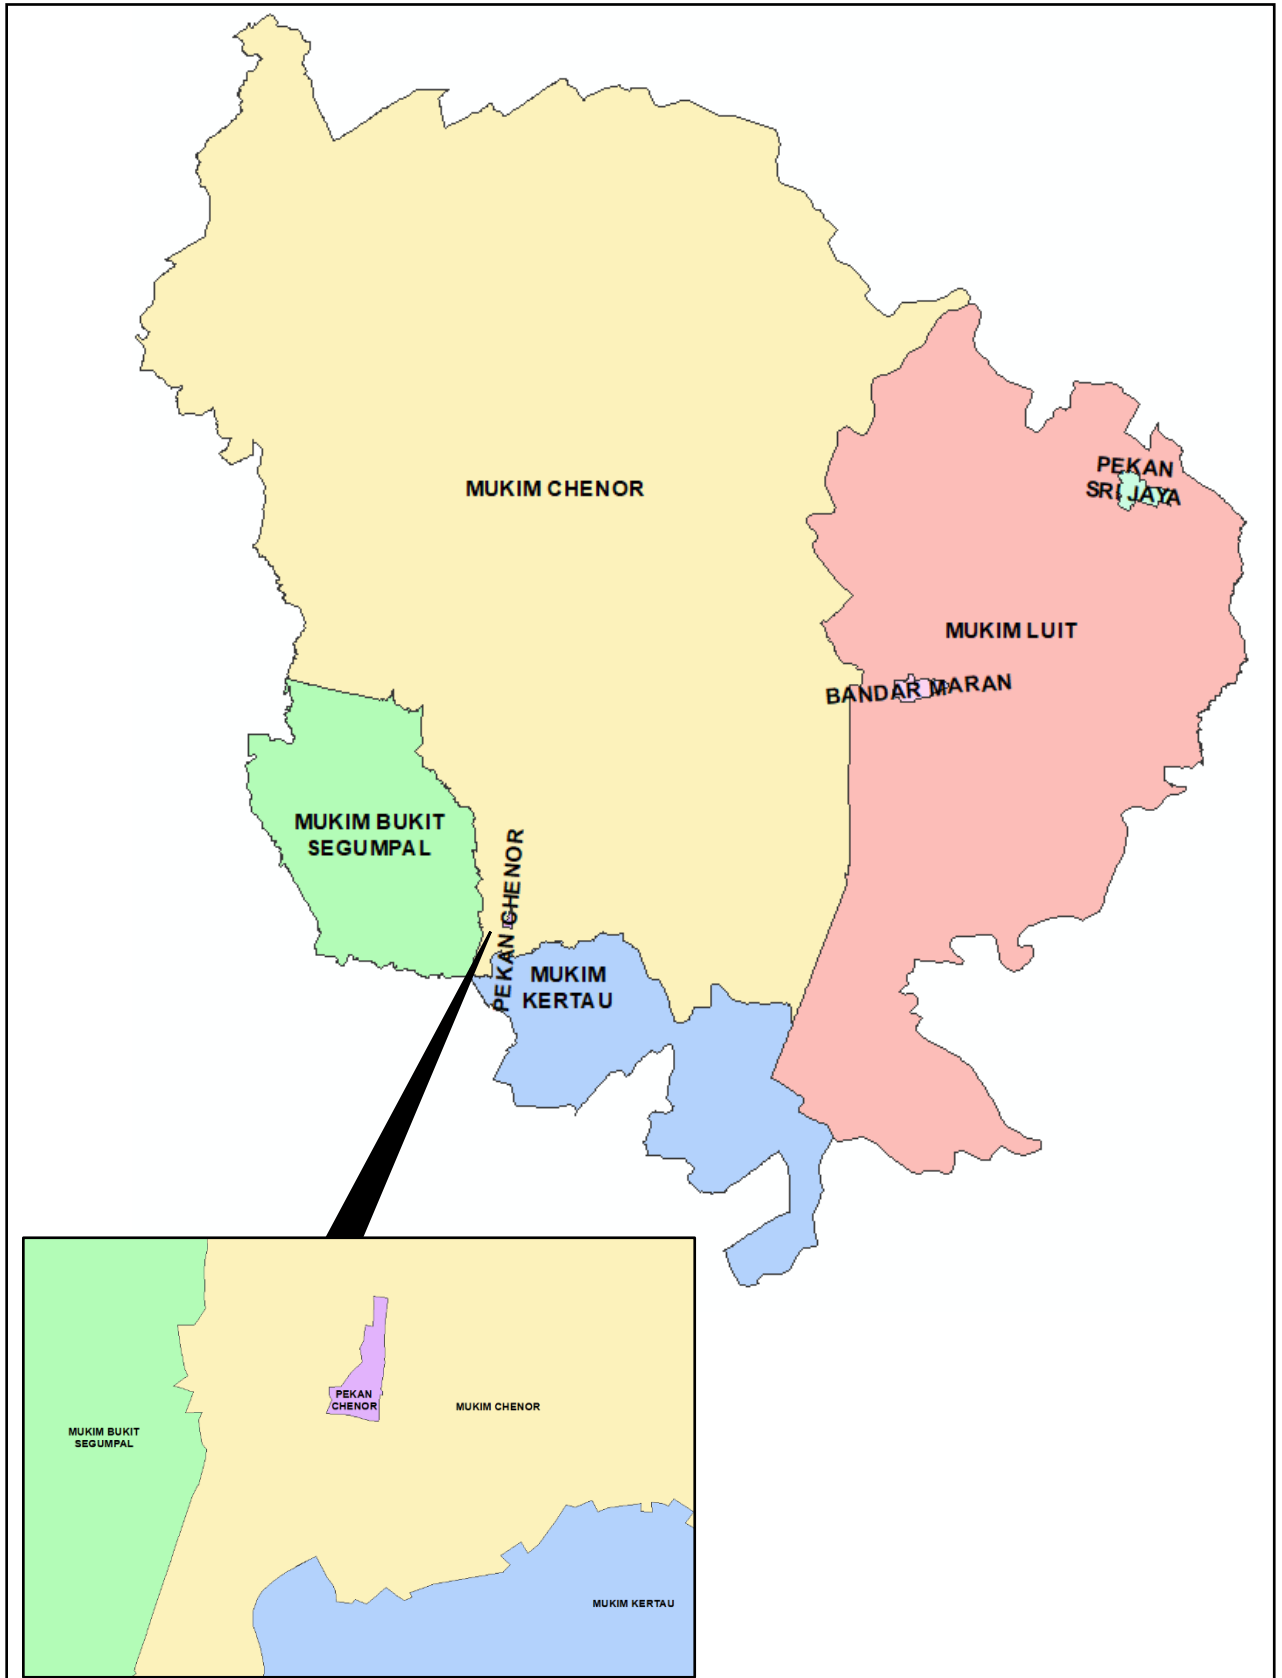 MUKIM CHENOR
PEKAN
SRI JAYA
MUKIM LUIT
BANDAR MARAN
MUKIM BUKIT
SEGUMPAL
PEKAN CHENOR
MUKIM
KERTAU
PEKAN
CHENOR
MUKIM CHENOR
MUKIM BUKIT
SEGUMPAL
MUKIM KERTAU